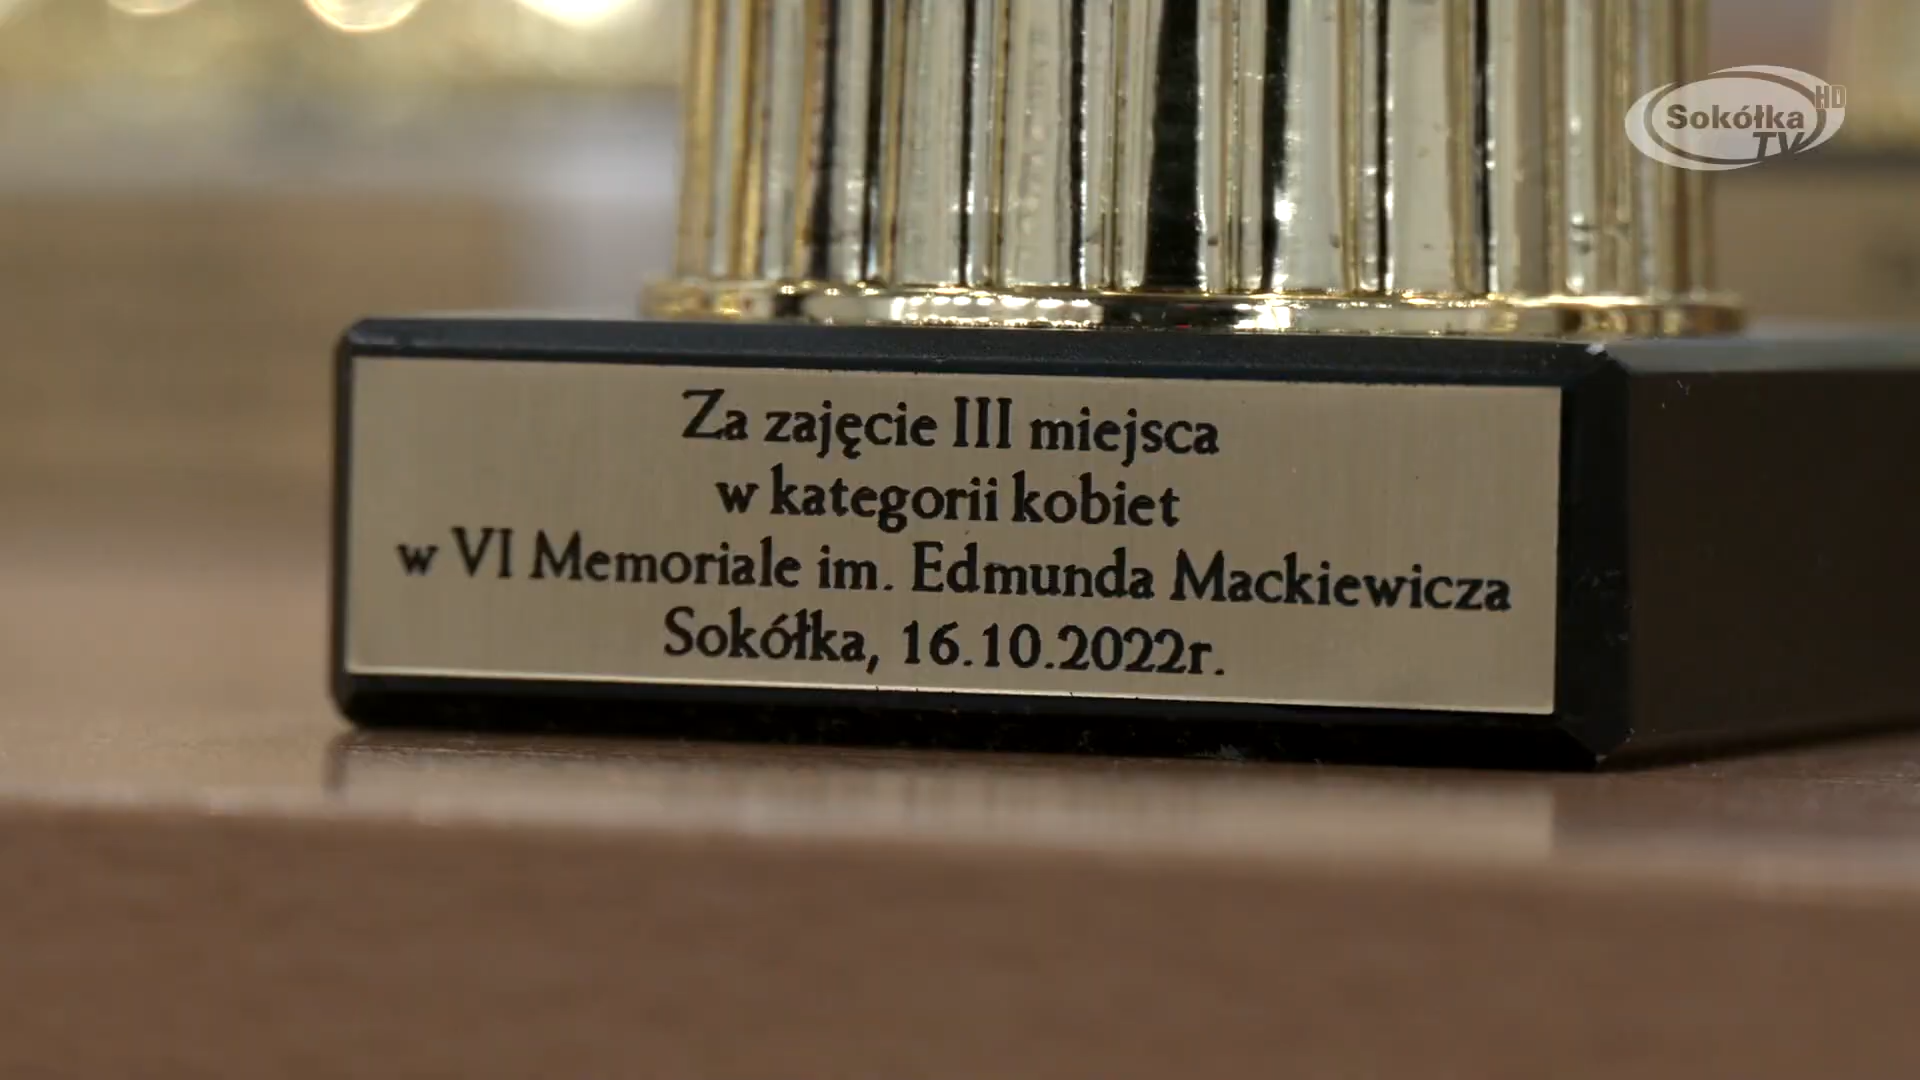 Sokółka HD
TV
Za zajęcie III miejsca
w kategorii kobiet
w VI Memoriale im. Edmunda Mackiewicza
Sokółka, 16.10.2022r.